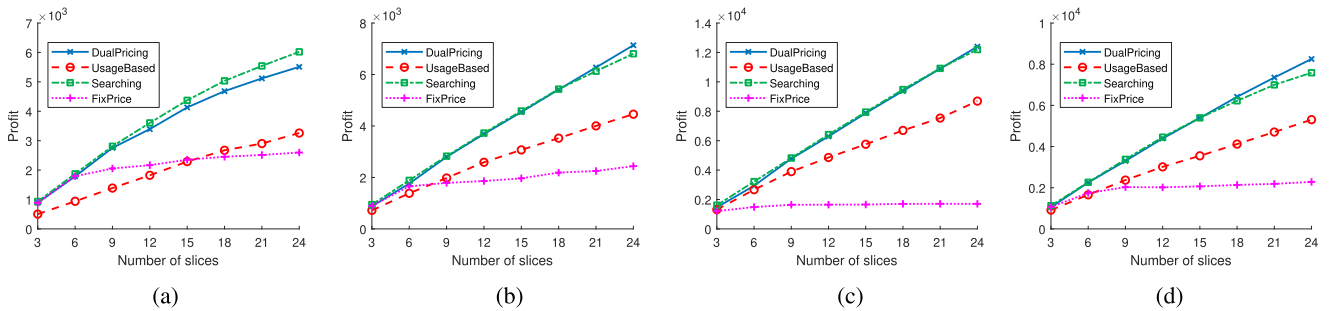 7 ×10³
6
5
4
3
2
1
0
Profit
DualPricing
UsageBased
Searching
FixPrice
3 6 9 12 15 18 21 24
Number of slices
(a)
8 ×10³
6
4
2
0
Profit
DualPricing
UsageBased
Searching
FixPrice
3 6 9 12 15 18 21 24
Number of slices
(b)
1.4 ×10⁴
1.2
1
0.8
0.6
0.4
0.2
0
Profit
DualPricing
UsageBased
Searching
FixPrice
3 6 9 12 15 18 21 24
Number of slices
(c)
1 ×10⁴
0.8
0.6
0.4
0.2
0
Profit
DualPricing
UsageBased
Searching
FixPrice
3 6 9 12 15 18 21 24
Number of slices
(d)